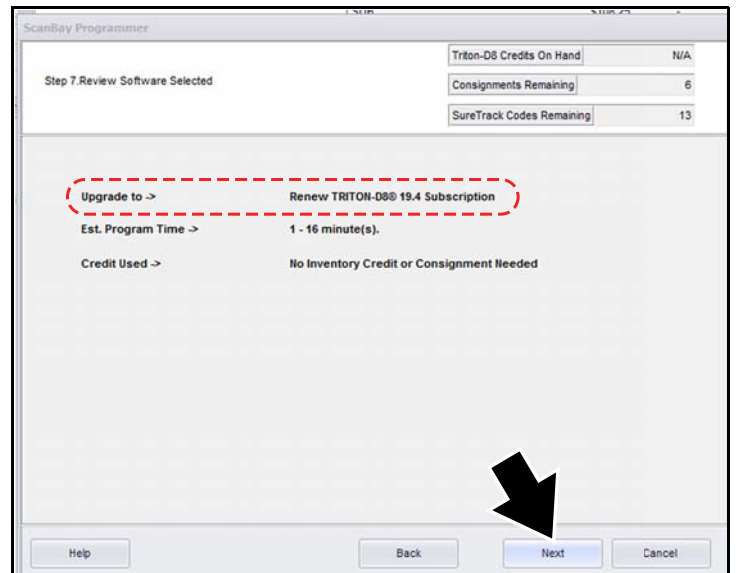 ScanBay Programmer
Triton-D8 Credits On Hand N/A
Step 7.Review Software Selected
Consignments Remaining 6
SureTrack Codes Remaining 13
Upgrade to -> Renew TRITON-D8® 19.4 Subscription
Est. Program Time -> 1 - 16 minute(s).
Credit Used -> No Inventory Credit or Consignment Needed
Help Back Next Cancel